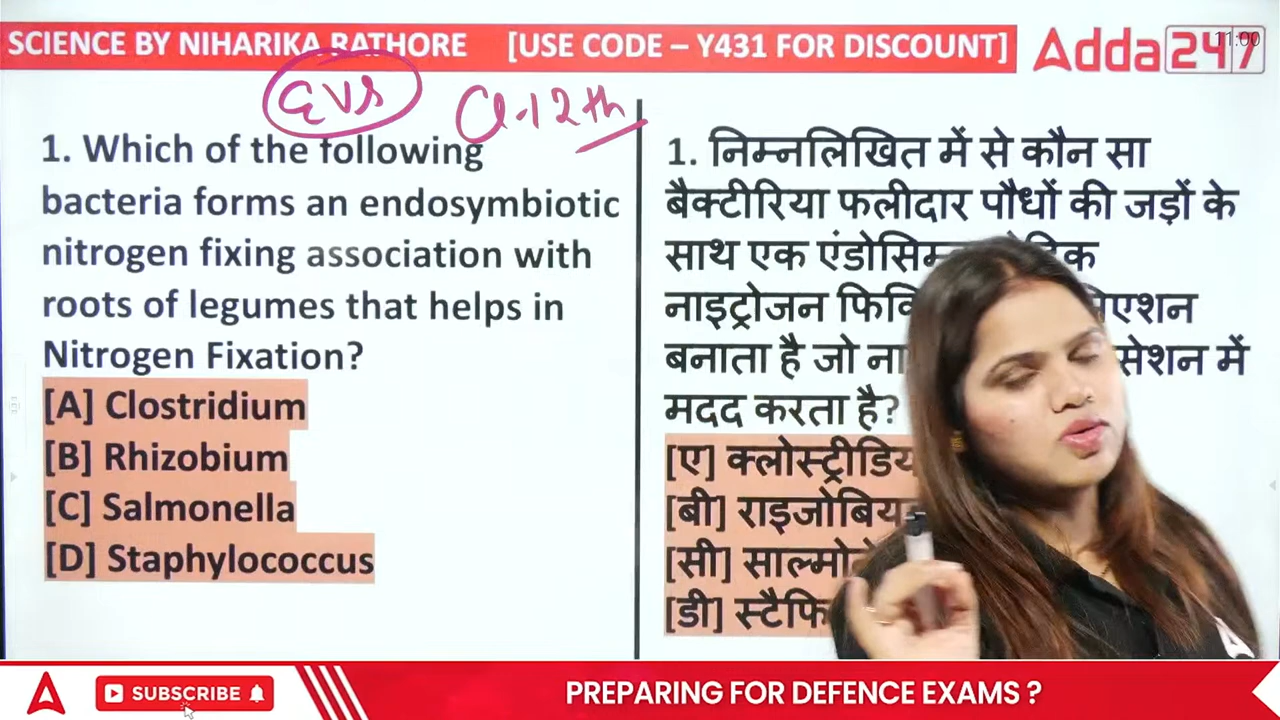 SCIENCE BY NIHARIKA RATHORE [USE CODE – Y431 FOR DISCOUNT]
Adda247
11:00
EVS
Cl.12th
1. Which of the following
bacteria forms an endosymbiotic
nitrogen fixing association with
roots of legumes that helps in
Nitrogen Fixation?
[A] Clostridium
[B] Rhizobium
[C] Salmonella
[D] Staphylococcus
1. निम्नलिखित में से कौन सा
बैक्टीरिया फलीदार पौधों की जड़ों के
साथ एक
नाइट्रोजन
बनाता है जो में
मदद करता है?
[ए]
[बी]
[सी]
[डी]
SUBSCRIBE
PREPARING FOR DEFENCE EXAMS ?